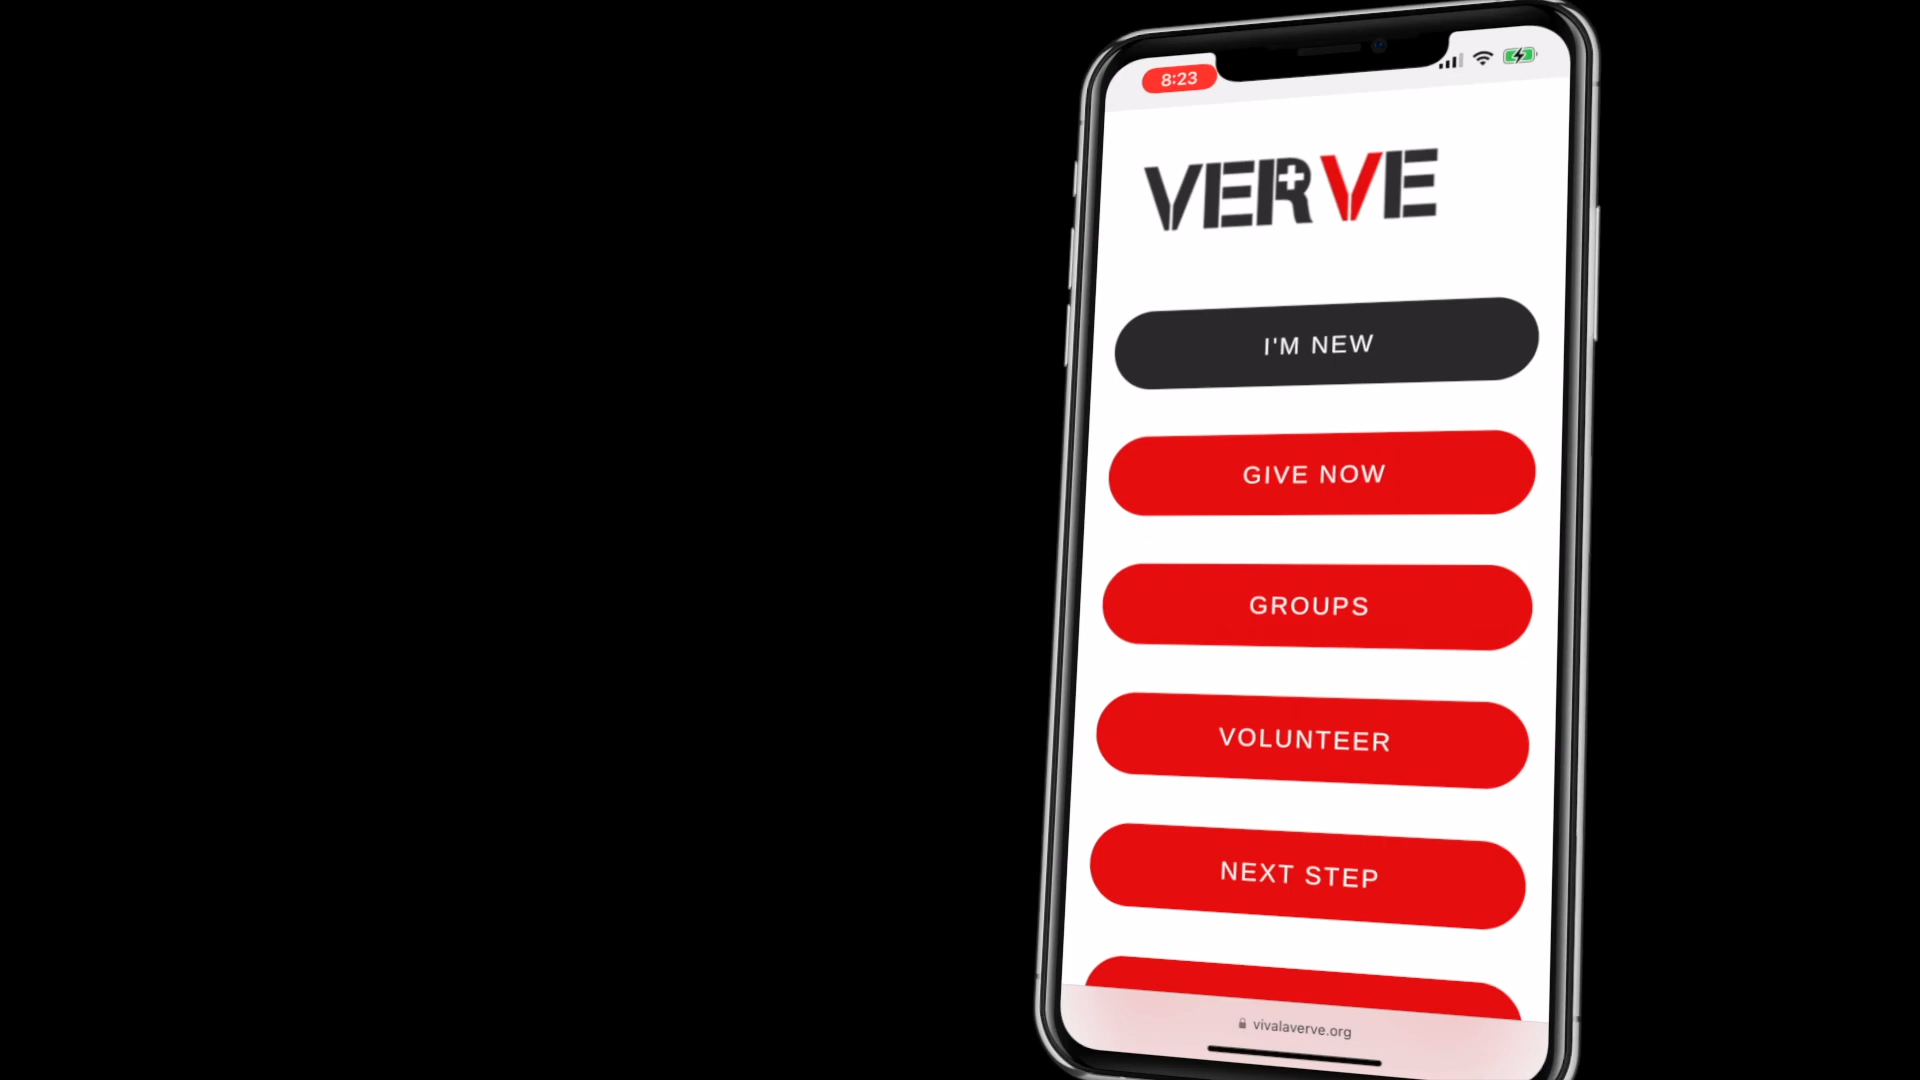 8:23
VERVE
I'M NEW
GIVE NOW
GROUPS
VOLUNTEER
NEXT STEP
vivalaverve.org